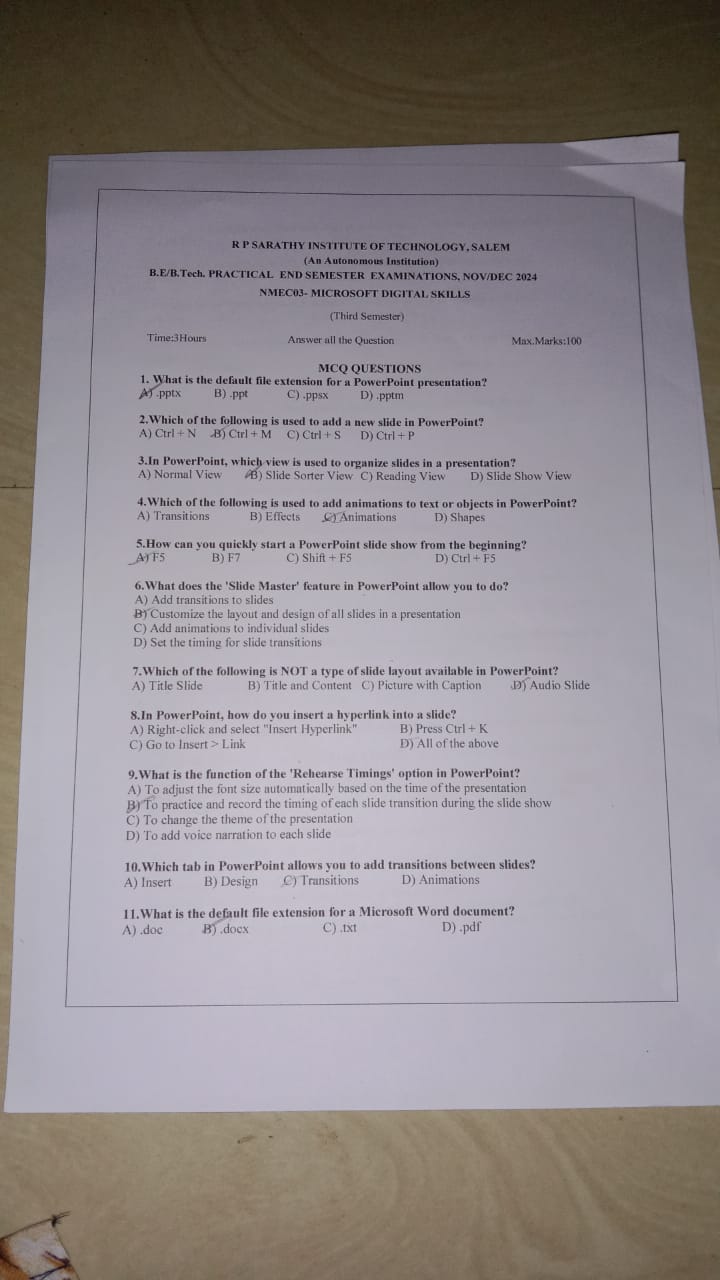 R P SARATHY INSTITUTE OF TECHNOLOGY, SALEM
(An Autonomous Institution)
B.E/B.Tech. PRACTICAL END SEMESTER EXAMINATIONS, NOV/DEC 2024
NMEC03- MICROSOFT DIGITAL SKILLS
(Third Semester)
Time:3Hours Answer all the Question Max.Marks:100
MCQ QUESTIONS
1. What is the default file extension for a PowerPoint presentation?
A) .pptx B) .ppt C) .ppsx D) .pptm
2.Which of the following is used to add a new slide in PowerPoint?
A) Ctrl + N B) Ctrl + M C) Ctrl + S D) Ctrl + P
3.In PowerPoint, which view is used to organize slides in a presentation?
A) Normal View B) Slide Sorter View C) Reading View D) Slide Show View
4.Which of the following is used to add animations to text or objects in PowerPoint?
A) Transitions B) Effects C) Animations D) Shapes
5.How can you quickly start a PowerPoint slide show from the beginning?
A) F5 B) F7 C) Shift + F5 D) Ctrl + F5
6.What does the 'Slide Master' feature in PowerPoint allow you to do?
A) Add transitions to slides
B) Customize the layout and design of all slides in a presentation
C) Add animations to individual slides
D) Set the timing for slide transitions
7.Which of the following is NOT a type of slide layout available in PowerPoint?
A) Title Slide B) Title and Content C) Picture with Caption D) Audio Slide
8.In PowerPoint, how do you insert a hyperlink into a slide?
A) Right-click and select "Insert Hyperlink" B) Press Ctrl + K
C) Go to Insert > Link D) All of the above
9.What is the function of the 'Rehearse Timings' option in PowerPoint?
A) To adjust the font size automatically based on the time of the presentation
B) To practice and record the timing of each slide transition during the slide show
C) To change the theme of the presentation
D) To add voice narration to each slide
10.Which tab in PowerPoint allows you to add transitions between slides?
A) Insert B) Design C) Transitions D) Animations
11.What is the default file extension for a Microsoft Word document?
A) .doc B) .docx C) .txt D) .pdf